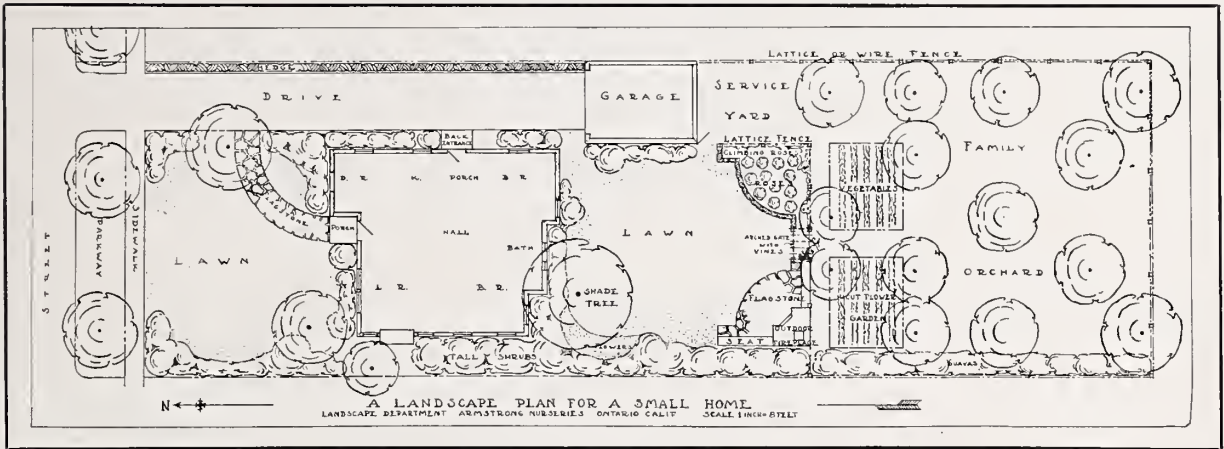 LATTICE OR WIRE FENCE
HEDGE
DRIVE
GARAGE
SERVICE
YARD
BACK
ENTRANCE
LATTICE FENCE
CLIMBING ROSE
ROSES
FAMILY
D. R.
K.
PORCH
B R
VEGETABLES
FLAGSTONE
PORCH
HALL
LAWN
BATH
ARCHED GATE
WITH
VINES
STREET
PARKWAY
SIDEWALK
LAWN
L R.
B R.
SHADE
TREE
FLAGSTONE
CUT FLOWER
GARDEN
ORCHARD
OUTDOOR
FIREPLACE
SEAT
TALL SHRUBS
FLOWERS
GUAVAS
N
A LANDSCAPE PLAN FOR A SMALL HOME
LANDSCAPE DEPARTMENT ARMSTRONG NURSERIES ONTARIO CALIF SCALE 1 INCH=8 FEET